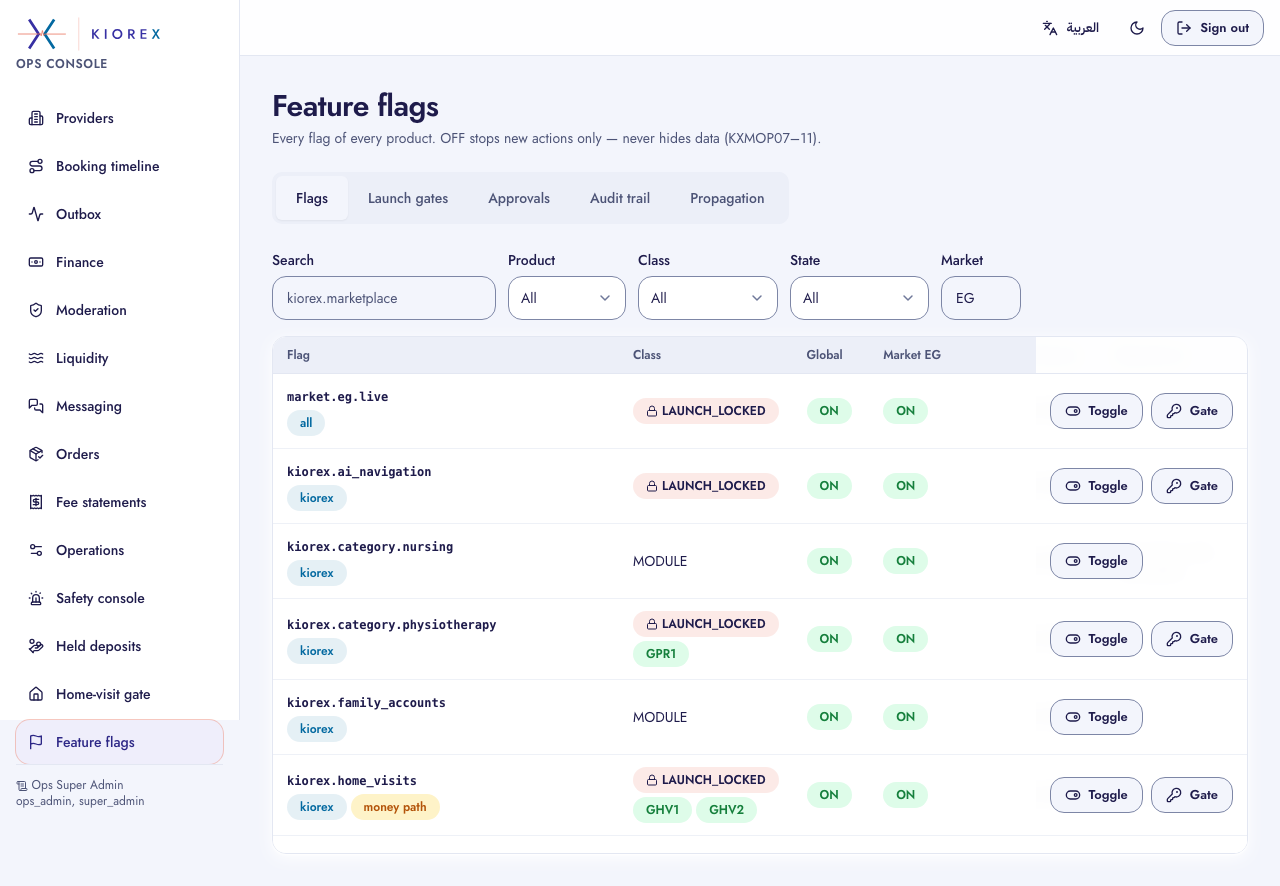 KIOREX
OPS CONSOLE
العربية
Sign out
Providers
Booking timeline
Outbox
Finance
Moderation
Liquidity
Messaging
Orders
Fee statements
Operations
Safety console
Held deposits
Home-visit gate
Feature flags
Ops Super Admin
ops_admin, super_admin
Feature flags
Every flag of every product. OFF stops new actions only — never hides data (KXMOP07–11).
Flags Launch gates Approvals Audit trail Propagation
Search Product Class State Market
kiorex.marketplace All All All EG
Flag Class Global Market EG
market.eg.live
all
LAUNCH_LOCKED ON ON Toggle Gate
kiorex.ai_navigation
kiorex
LAUNCH_LOCKED ON ON Toggle Gate
kiorex.category.nursing
kiorex
MODULE ON ON Toggle
kiorex.category.physiotherapy
kiorex
LAUNCH_LOCKED
GPR1
ON ON Toggle Gate
kiorex.family_accounts
kiorex
MODULE ON ON Toggle
kiorex.home_visits
kiorex money path
LAUNCH_LOCKED
GHV1 GHV2
ON ON Toggle Gate